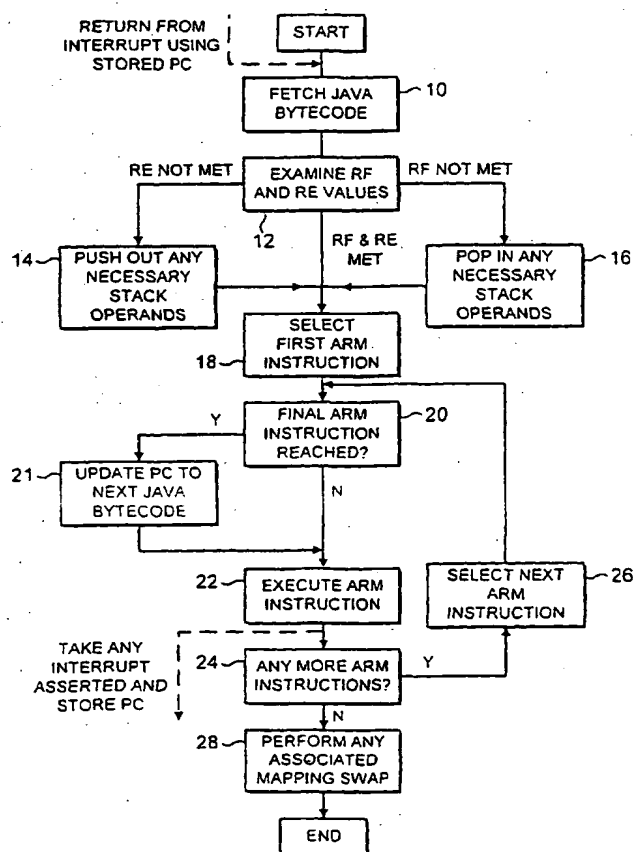 RETURN FROM
INTERRUPT USING
STORED PC
START
FETCH JAVA
BYTECODE
10
RE NOT MET
EXAMINE RF
AND RE VALUES
RF NOT MET
12
14
PUSH OUT ANY
NECESSARY
STACK
OPERANDS
RF & RE
MET
POP IN ANY
NECESSARY
STACK
OPERANDS
16
SELECT
FIRST ARM
INSTRUCTION
18
Y
FINAL ARM
INSTRUCTION
REACHED?
20
21
UPDATE PC TO
NEXT JAVA
BYTECODE
N
22
EXECUTE ARM
INSTRUCTION
SELECT NEXT
ARM
INSTRUCTION
26
TAKE ANY
INTERRUPT
ASSERTED AND
STORE PC
24
ANY MORE ARM
INSTRUCTIONS?
Y
N
28
PERFORM ANY
ASSOCIATED
MAPPING SWAP
END